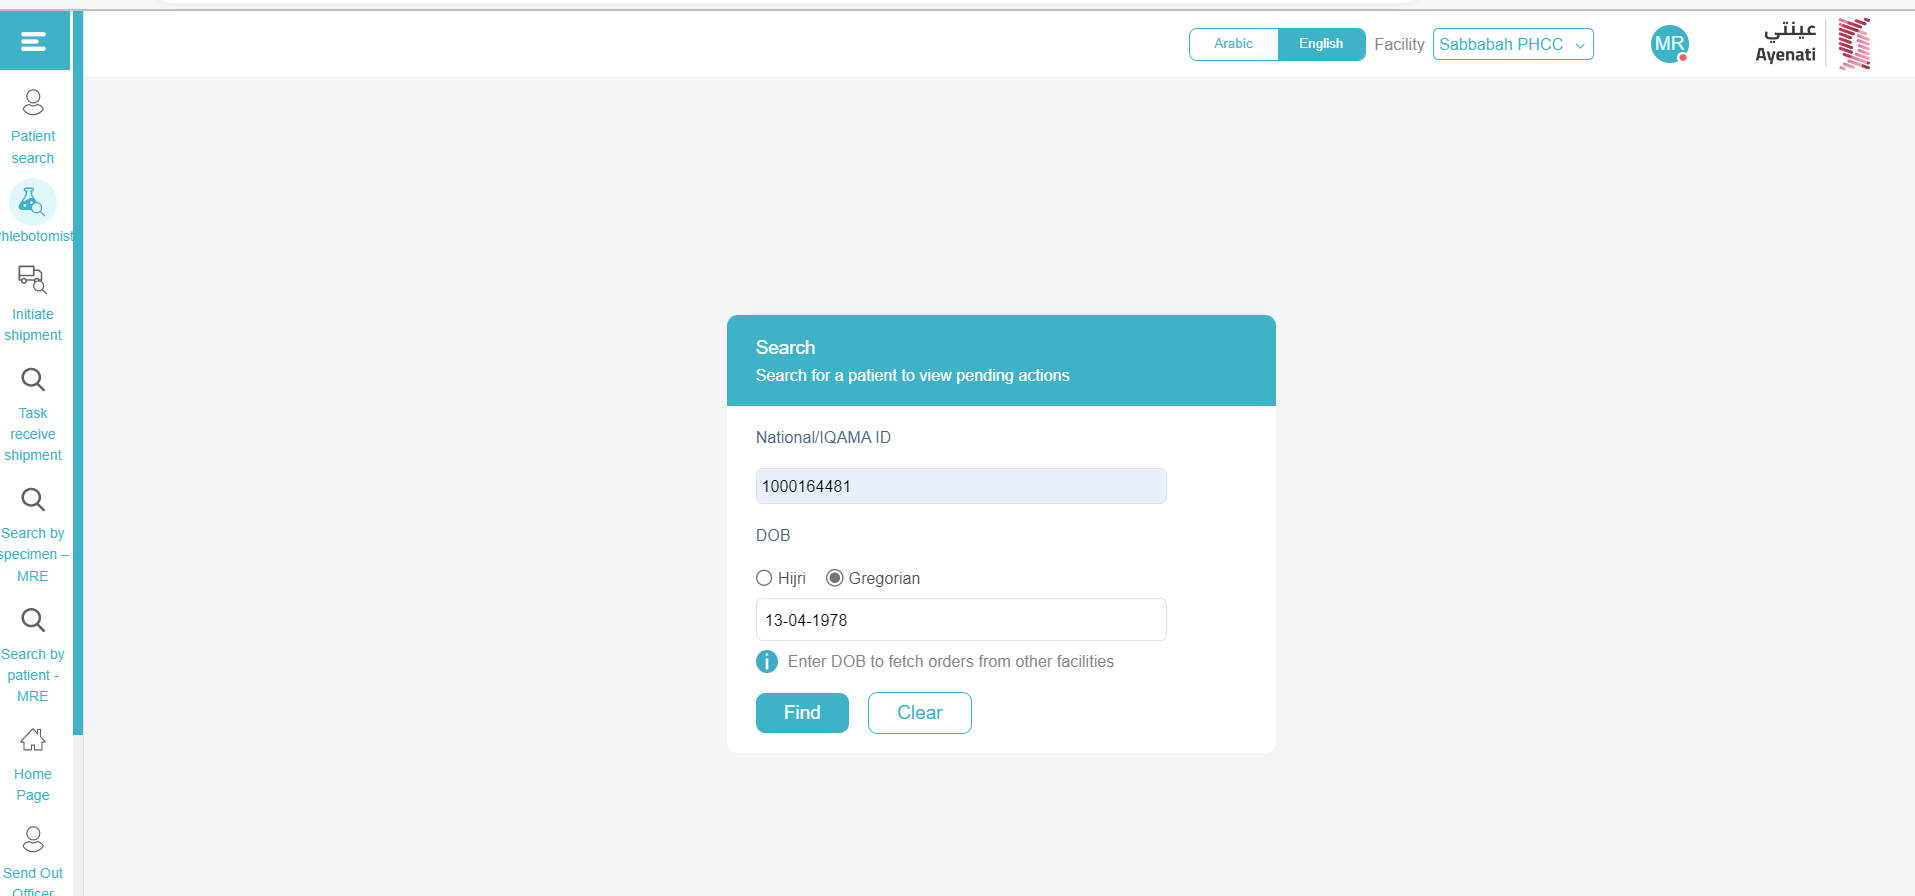 Arabic
English
Facility
Sabbabah PHCC
MR
عينتي
Ayenati
Patient
search
hlebotomist
Initiate
shipment
Task
receive
shipment
Search by
specimen –
MRE
Search by
patient -
MRE
Home
Page
Send Out
Officer
Search
Search for a patient to view pending actions
National/IQAMA ID
1000164481
DOB
Hijri
Gregorian
13-04-1978
Enter DOB to fetch orders from other facilities
Find
Clear